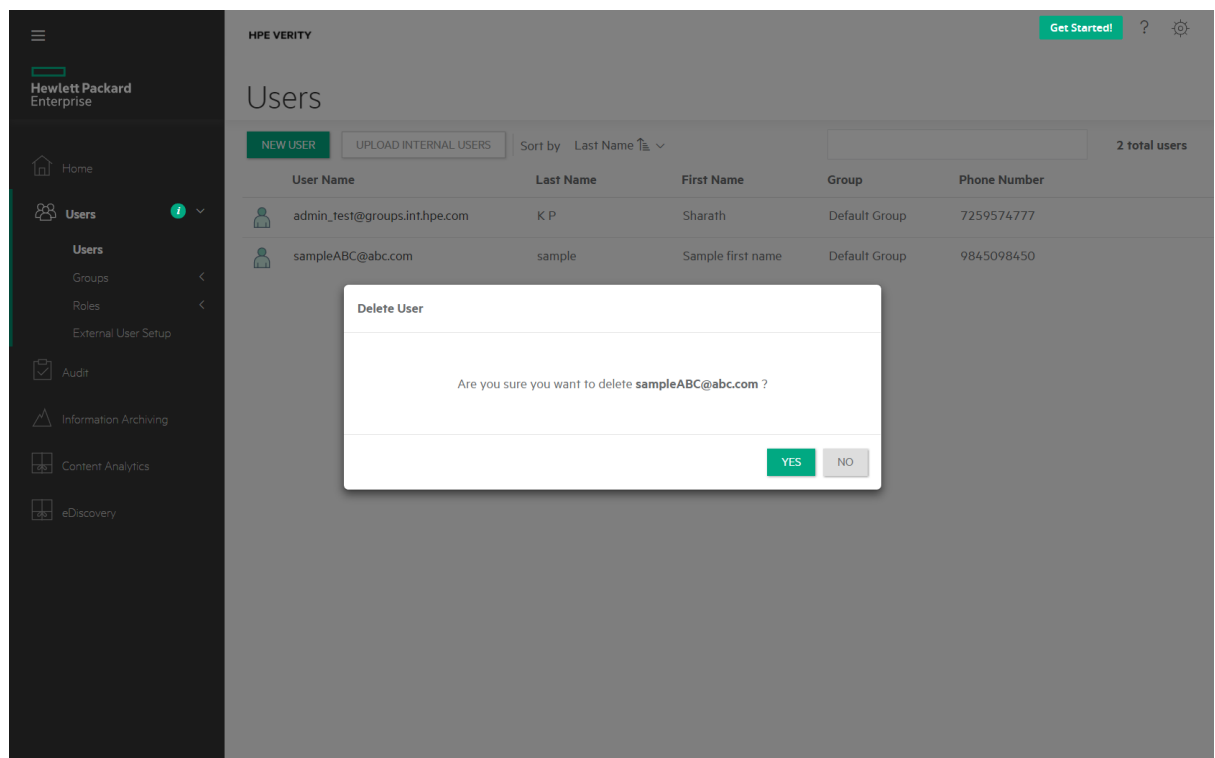 HPE VERITY
Get Started!
?
Hewlett Packard
Enterprise
Users
NEW USER
UPLOAD INTERNAL USERS
Sort by Last Name
2 total users
User Name Last Name First Name Group Phone Number
admin_test@groups.int.hpe.com K P Sharath Default Group 7259574777
sampleABC@abc.com sample Sample first name Default Group 9845098450
Home
Users i
Users
Groups
Roles
External User Setup
Audit
Information Archiving
Content Analytics
eDiscovery
Delete User
Are you sure you want to delete sampleABC@abc.com ?
YES NO